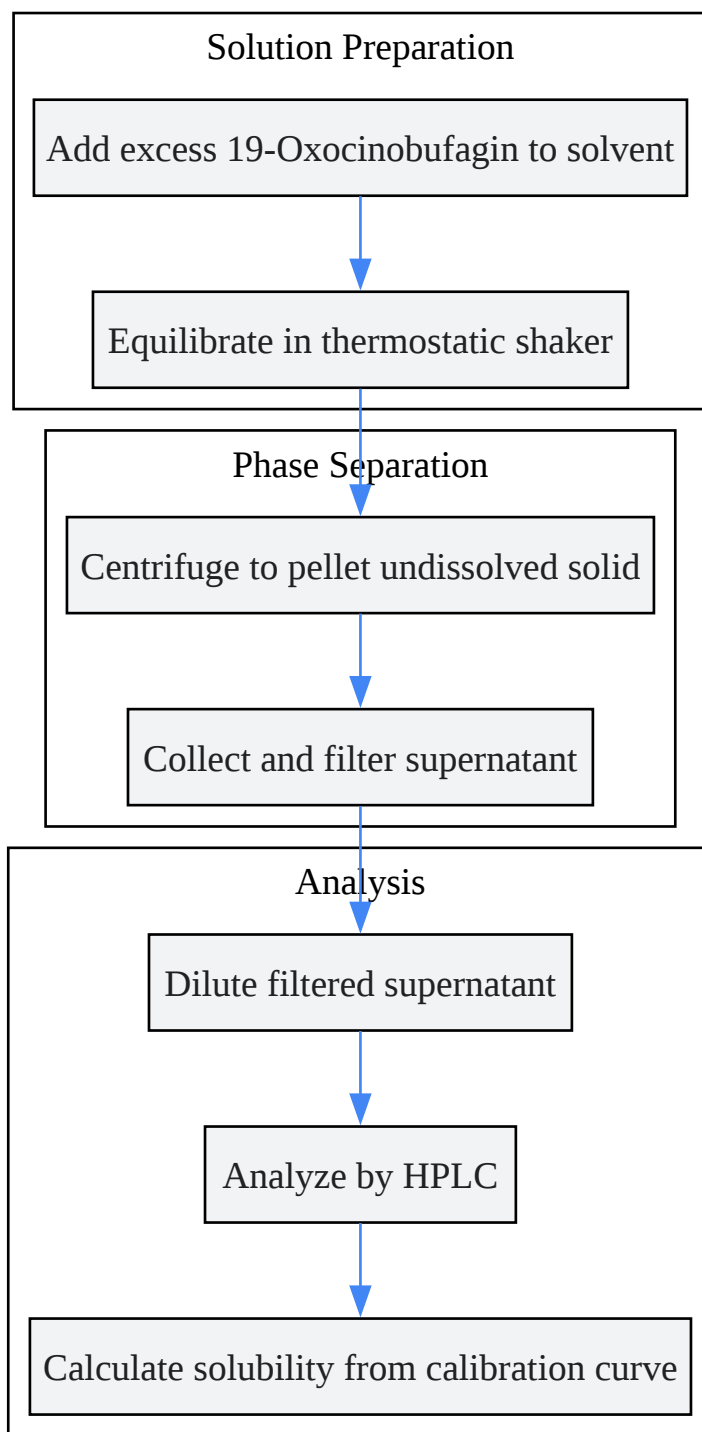 Solution Preparation
Add excess 19-Oxocinobufagin to solvent
Equilibrate in thermostatic shaker
Phase Separation
Centrifuge to pellet undissolved solid
Collect and filter supernatant
Analysis
Dilute filtered supernatant
Analyze by HPLC
Calculate solubility from calibration curve